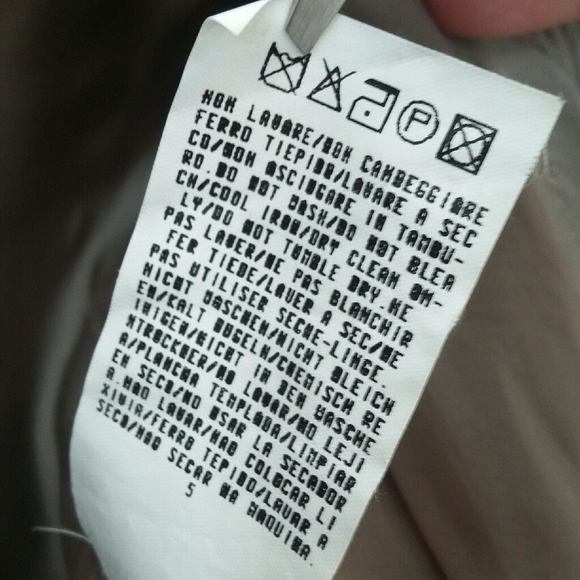 P
NON LAVARE/NON CANDEGGIARE
FERRO TIEPIDO/LAVARE A SEC
CO/NON ASCIUGARE IN TAMBU-
RO.DO NOT WASH/DO NOT BLEA
CH/COOL IRON/DRY CLEAN ON-
LY/DO NOT TUMBLE DRY.NE
PAS LAVER/NE PAS BLANCHIR
FER TIEDE/LAVER A SEC/NE
PAS UTILISER SECHE-LINGE.
NICHT WASCHEN/NICHT BLEICH
EN/KALT BUGELN/CHEMISCH RE
INIGEN/NICHT IN DEN WASCHE
NTROCKNER/NO LAVAR/NO LEJI
A/PLANCHA TEMPLADA/LIMPIAR
EN SECO/NO USAR LA SECADOR
A.NAO LAVAR/NAO COLOCAR LI
XIVIA/FERRO TEPIDO/LAVAR A
SECO/NAO SECAR NA MAQUINA.
5